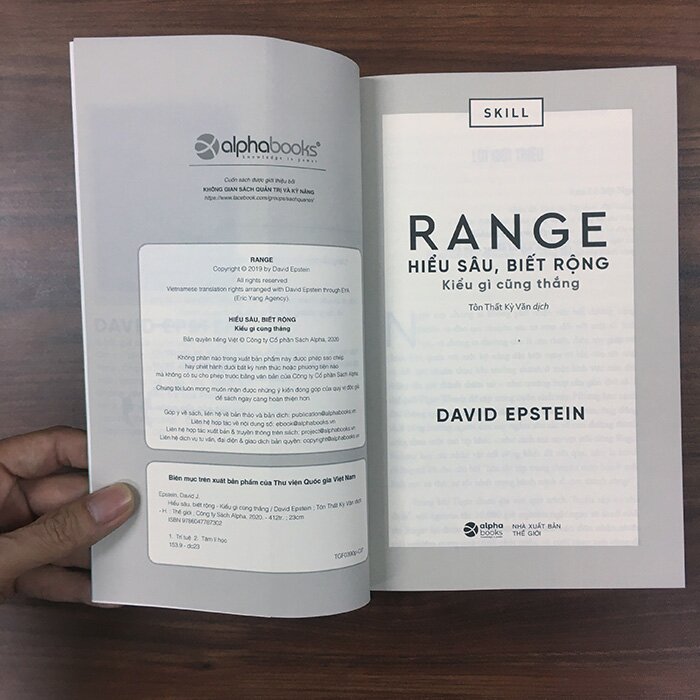 alphabooks®
knowledge is power
Cuốn sách được giới thiệu bởi
KHÔNG GIAN SÁCH QUẢN TRỊ VÀ KỸ NĂNG
https://www.facebook.com/groups/sachquantri/
RANGE
Copyright © 2019 by David Epstein
All rights reserved
Vietnamese translation rights arranged with David Epstein through EYA
(Eric Yang Agency).
HIỂU SÂU, BIẾT RỘNG
Kiểu gì cũng thắng
Bản quyền tiếng Việt © Công ty Cổ phần Sách Alpha, 2020
Không phần nào trong xuất bản phẩm này được phép sao chép
hay phát hành dưới bất kỳ hình thức hoặc phương tiện nào
mà không có sự cho phép trước bằng văn bản của Công ty Cổ phần Sách Alpha.
Chúng tôi luôn mong muốn nhận được những ý kiến đóng góp của quý vị độc giả
để sách ngày càng hoàn thiện hơn.
Góp ý về sách, liên hệ về bản thảo và bản dịch: publication@alphabooks.vn
Liên hệ hợp tác về nội dung số: ebook@alphabooks.vn
Liên hệ hợp tác xuất bản & truyền thông trên sách: project@alphabooks.vn
Liên hệ dịch vụ tư vấn, đại diện & giao dịch bản quyền: copyright@alphabooks.vn
Biên mục trên xuất bản phẩm của Thư viện Quốc gia Việt Nam
Epstein, David J.
Hiểu sâu, biết rộng - Kiểu gì cũng thắng / David Epstein ; Tôn Thất Kỳ Văn dịch.
- H. : Thế giới ; Công ty Sách Alpha, 2020. - 412tr. ; 23cm
ISBN 9786047787302
1. Trí tuệ 2. Tâm lí học
153.9 - dc23
SKILL
RANGE
HIỂU SÂU, BIẾT RỘNG
Kiểu gì cũng thắng
Tôn Thất Kỳ Văn dịch
DAVID EPSTEIN
alpha
books
knowledge is power
NHÀ XUẤT BẢN
THẾ GIỚI